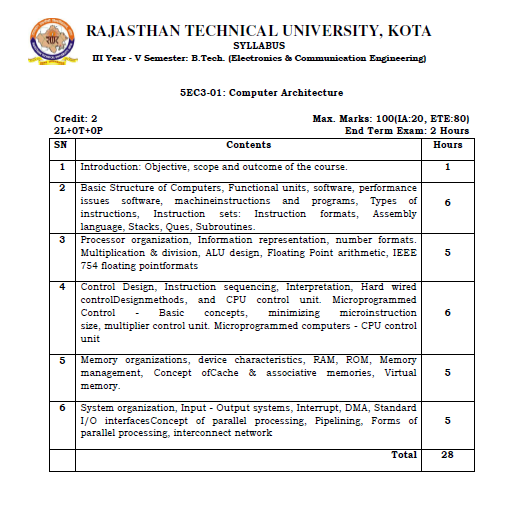 RAJASTHAN TECHNICAL UNIVERSITY, KOTA
SYLLABUS
III Year - V Semester: B.Tech. (Electronics & Communication Engineering)
5EC3-01: Computer Architecture
Credit: 2 Max. Marks: 100(IA:20, ETE:80)
2L+0T+0P End Term Exam: 2 Hours
SN Contents Hours
1 Introduction: Objective, scope and outcome of the course. 1
2 Basic Structure of Computers, Functional units, software, performance
issues software, machineinstructions and programs, Types of
instructions, Instruction sets: Instruction formats, Assembly
language, Stacks, Ques, Subroutines.
6
3 Processor organization, Information representation, number formats.
Multiplication & division, ALU design, Floating Point arithmetic, IEEE
754 floating pointformats
5
4 Control Design, Instruction sequencing, Interpretation, Hard wired
controlDesignmethods, and CPU control unit. Microprogrammed
Control - Basic concepts, minimizing microinstruction
size, multiplier control unit. Microprogrammed computers - CPU control
unit
6
5 Memory organizations, device characteristics, RAM, ROM, Memory
management, Concept ofCache & associative memories, Virtual
memory.
5
6 System organization, Input - Output systems, Interrupt, DMA, Standard
I/O interfacesConcept of parallel processing, Pipelining, Forms of
parallel processing, interconnect network
5
Total 28